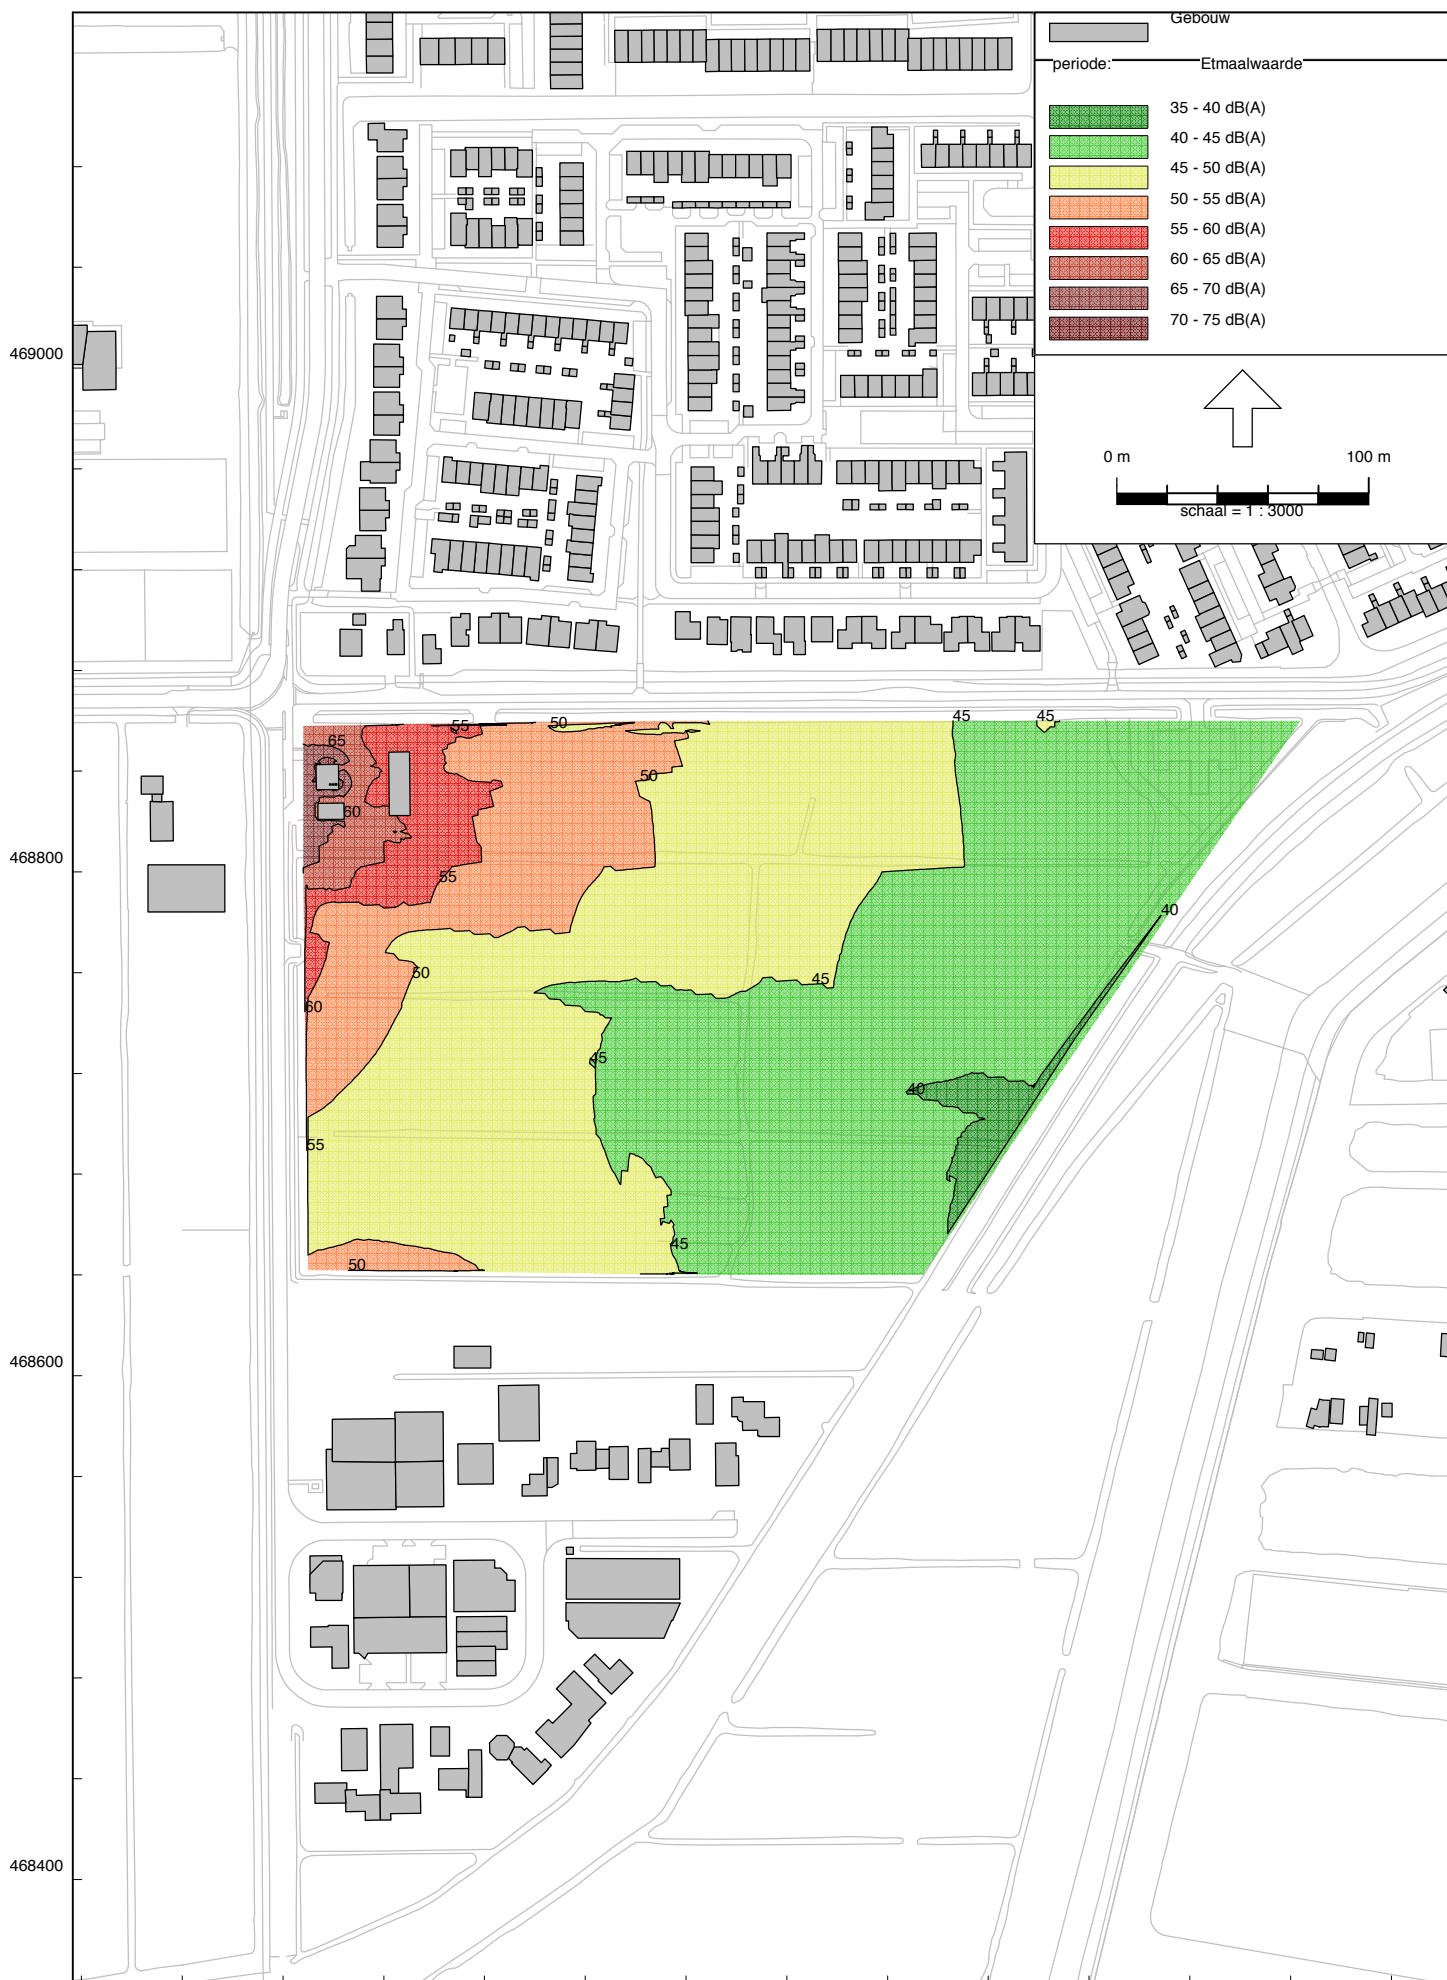 Gebouw
periode: Etmaalwaarde
35 - 40 dB(A)
40 - 45 dB(A)
45 - 50 dB(A)
50 - 55 dB(A)
55 - 60 dB(A)
60 - 65 dB(A)
65 - 70 dB(A)
70 - 75 dB(A)
0 m 100 m
schaal = 1 : 3000
469000
468800
468600
468400
55 50 45 45
65
50
60
55
40
50 45
60
45
40
55
45
50